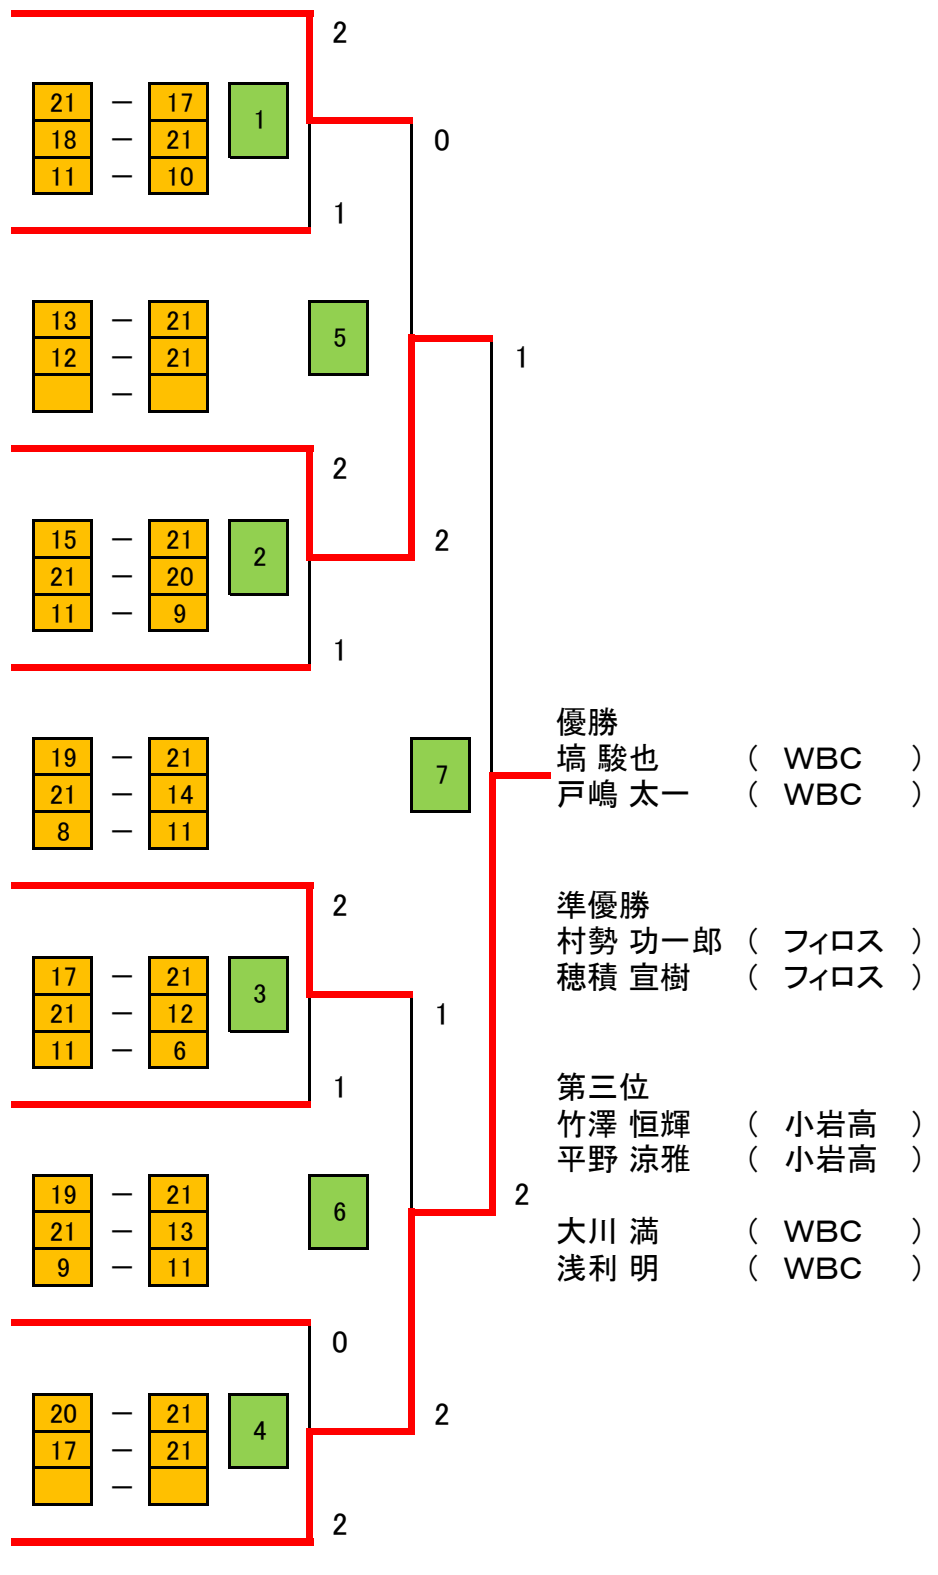 2
21 － 17 1
18 － 21
11 － 10
0
1
13 － 21 5
12 － 21
－
1
2
15 － 21 2
21 － 20
11 － 9
2
1
優勝
19 － 21 7 塙 駿也 （ WBC ）
21 － 14 戸嶋 太一 （ WBC ）
8 － 11
2
準優勝
村勢 功一郎 （ フィロス ）
17 － 21 3 穂積 宣樹 （ フィロス ）
21 － 12
11 － 6
1
1
第三位
竹澤 恒輝 （ 小岩高 ）
平野 涼雅 （ 小岩高 ）
19 － 21 6 2
21 － 13 大川 満 （ WBC ）
9 － 11 浅利 明 （ WBC ）
0
20 － 21 4 2
17 － 21
－
2